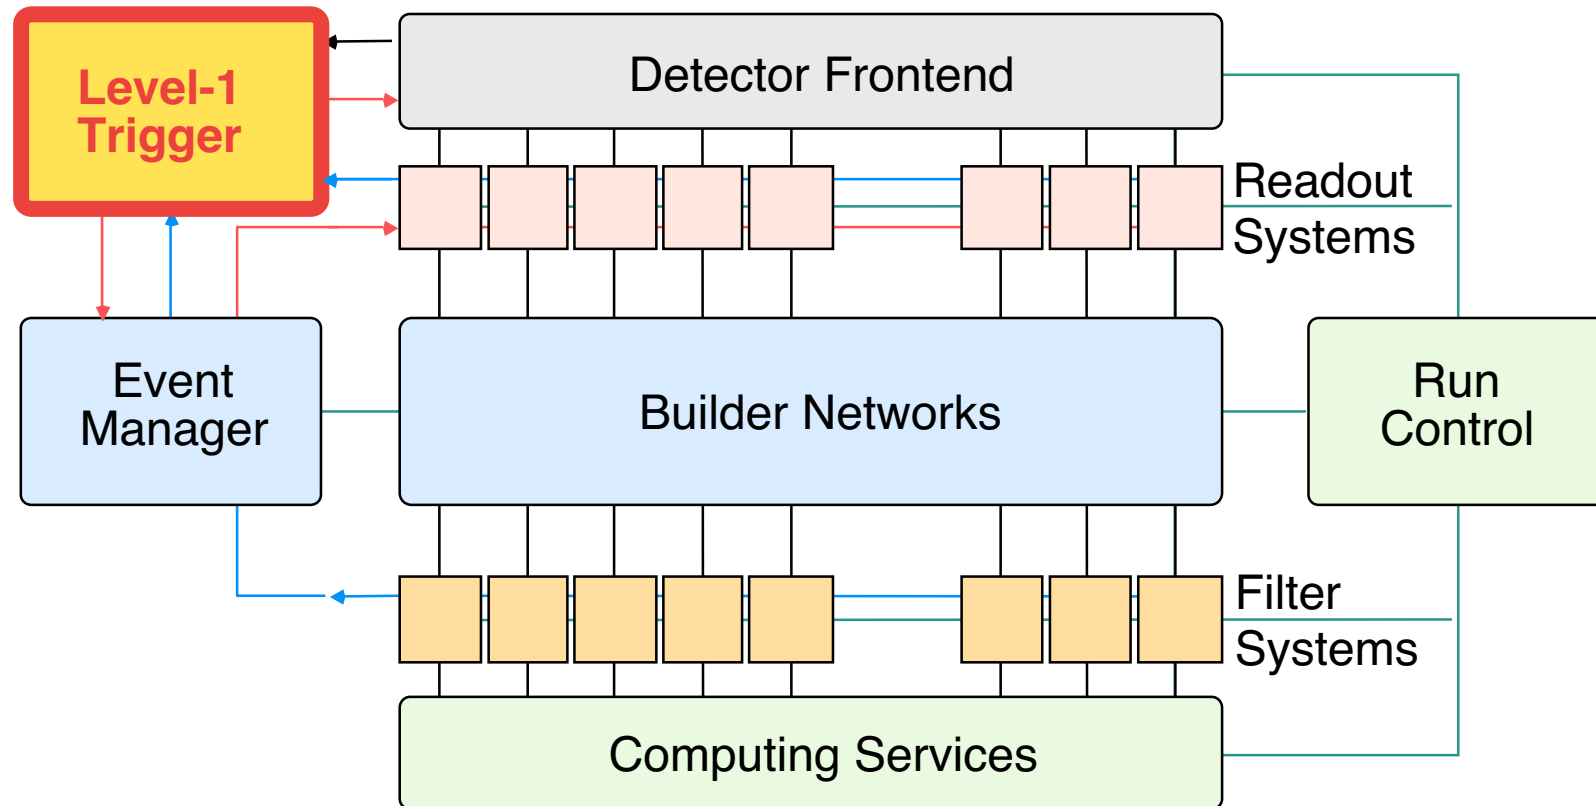 Level-1
Trigger
Detector Frontend
Readout
Systems
Event
Manager
Builder Networks
Run
Control
Filter
Systems
Computing Services